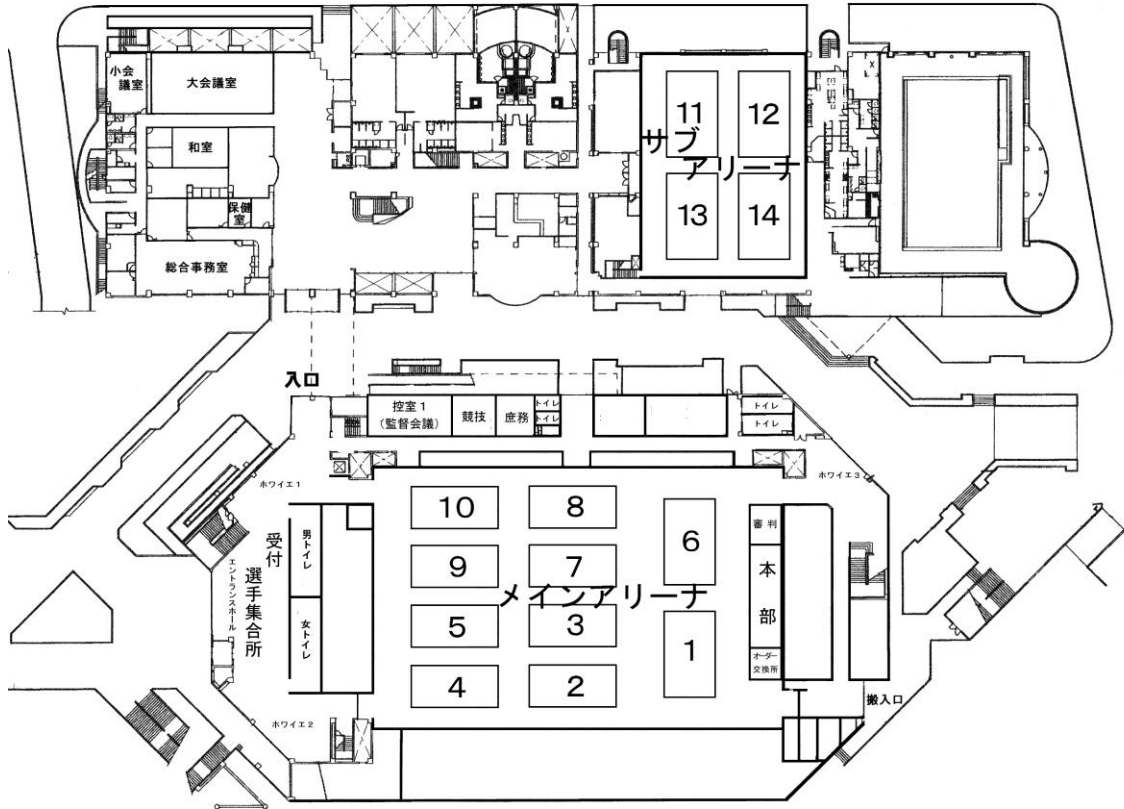 小会
議室
大会議室
和室
保健
室
総合事務室
11
12
サブ
アリーナ
13
14
入口
控室1
(監督会議)
競技
庶務
トイレ
トイレ
トイレ
トイレ
ホワイエ1
ホワイエ3
受付
選手集合所
エントランスホール
男トイレ
女トイレ
10
8
6
9
7
メインアリーナ
5
3
1
4
2
審判
本部
オーダー
交換所
搬入口
ホワイエ2